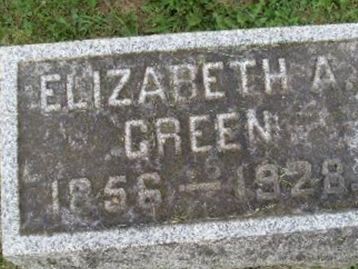 ELIZABETH A.
GREEN
1856 — 1928